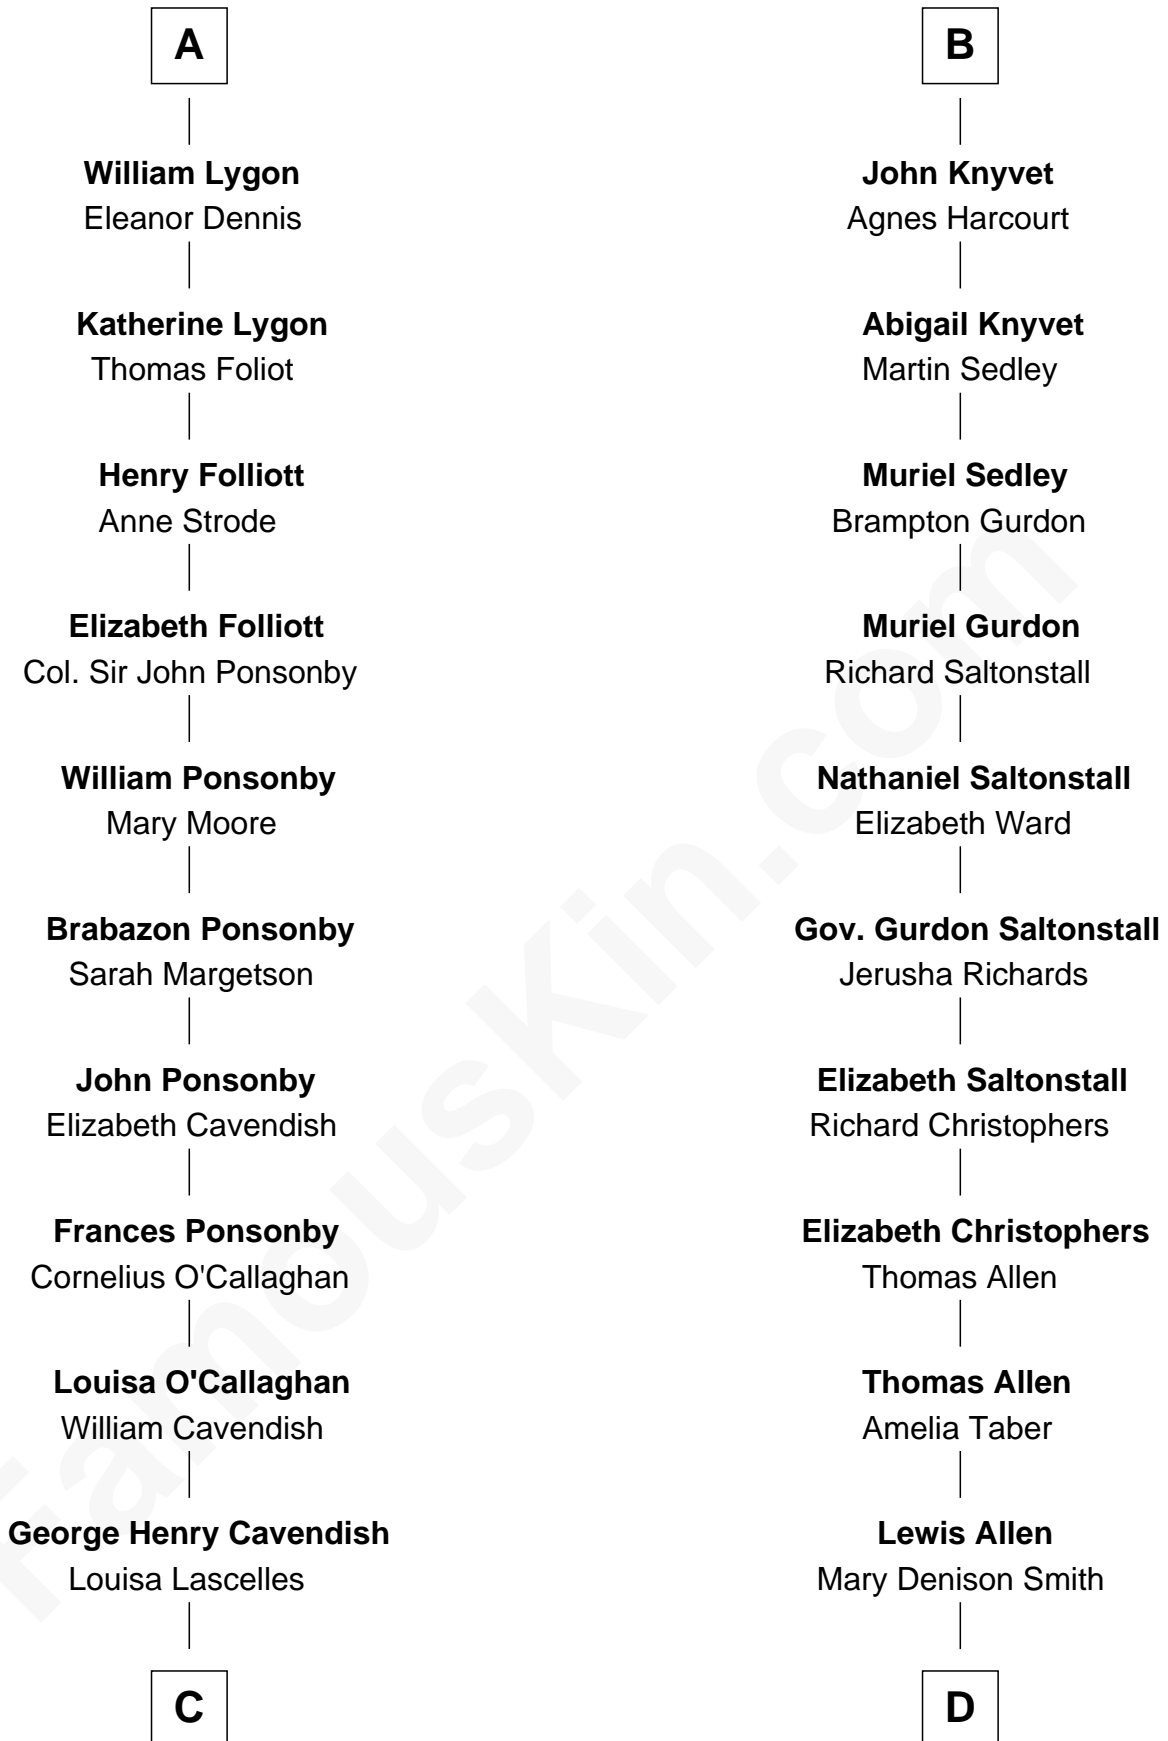 A
William Lygon
Eleanor Dennis
Katherine Lygon
Thomas Foliot
Henry Folliott
Anne Strode
Elizabeth Folliott
Col. Sir John Ponsonby
William Ponsonby
Mary Moore
Brabazon Ponsonby
Sarah Margetson
John Ponsonby
Elizabeth Cavendish
Frances Ponsonby
Cornelius O'Callaghan
Louisa O'Callaghan
William Cavendish
George Henry Cavendish
Louisa Lascelles
C
B
John Knyvet
Agnes Harcourt
Abigail Knyvet
Martin Sedley
Muriel Sedley
Brampton Gurdon
Muriel Gurdon
Richard Saltonstall
Nathaniel Saltonstall
Elizabeth Ward
Gov. Gurdon Saltonstall
Jerusha Richards
Elizabeth Saltonstall
Richard Christophers
Elizabeth Christophers
Thomas Allen
Thomas Allen
Amelia Taber
Lewis Allen
Mary Denison Smith
D
FamousKin.com